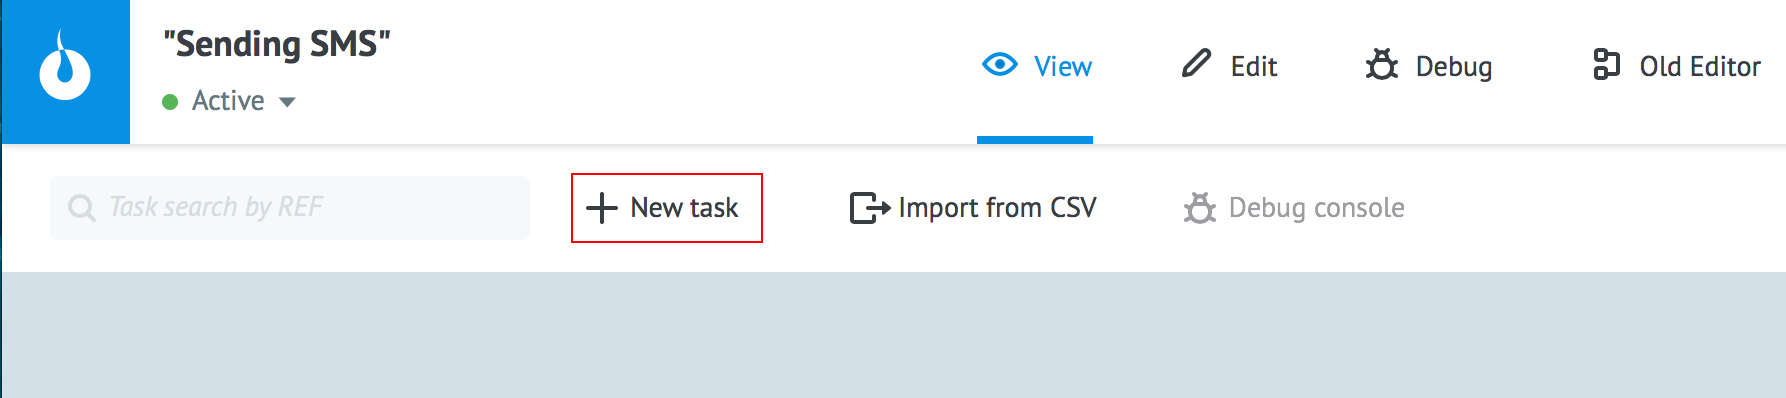 "Sending SMS"
Active
View
Edit
Debug
Old Editor
Task search by REF
New task
Import from CSV
Debug console